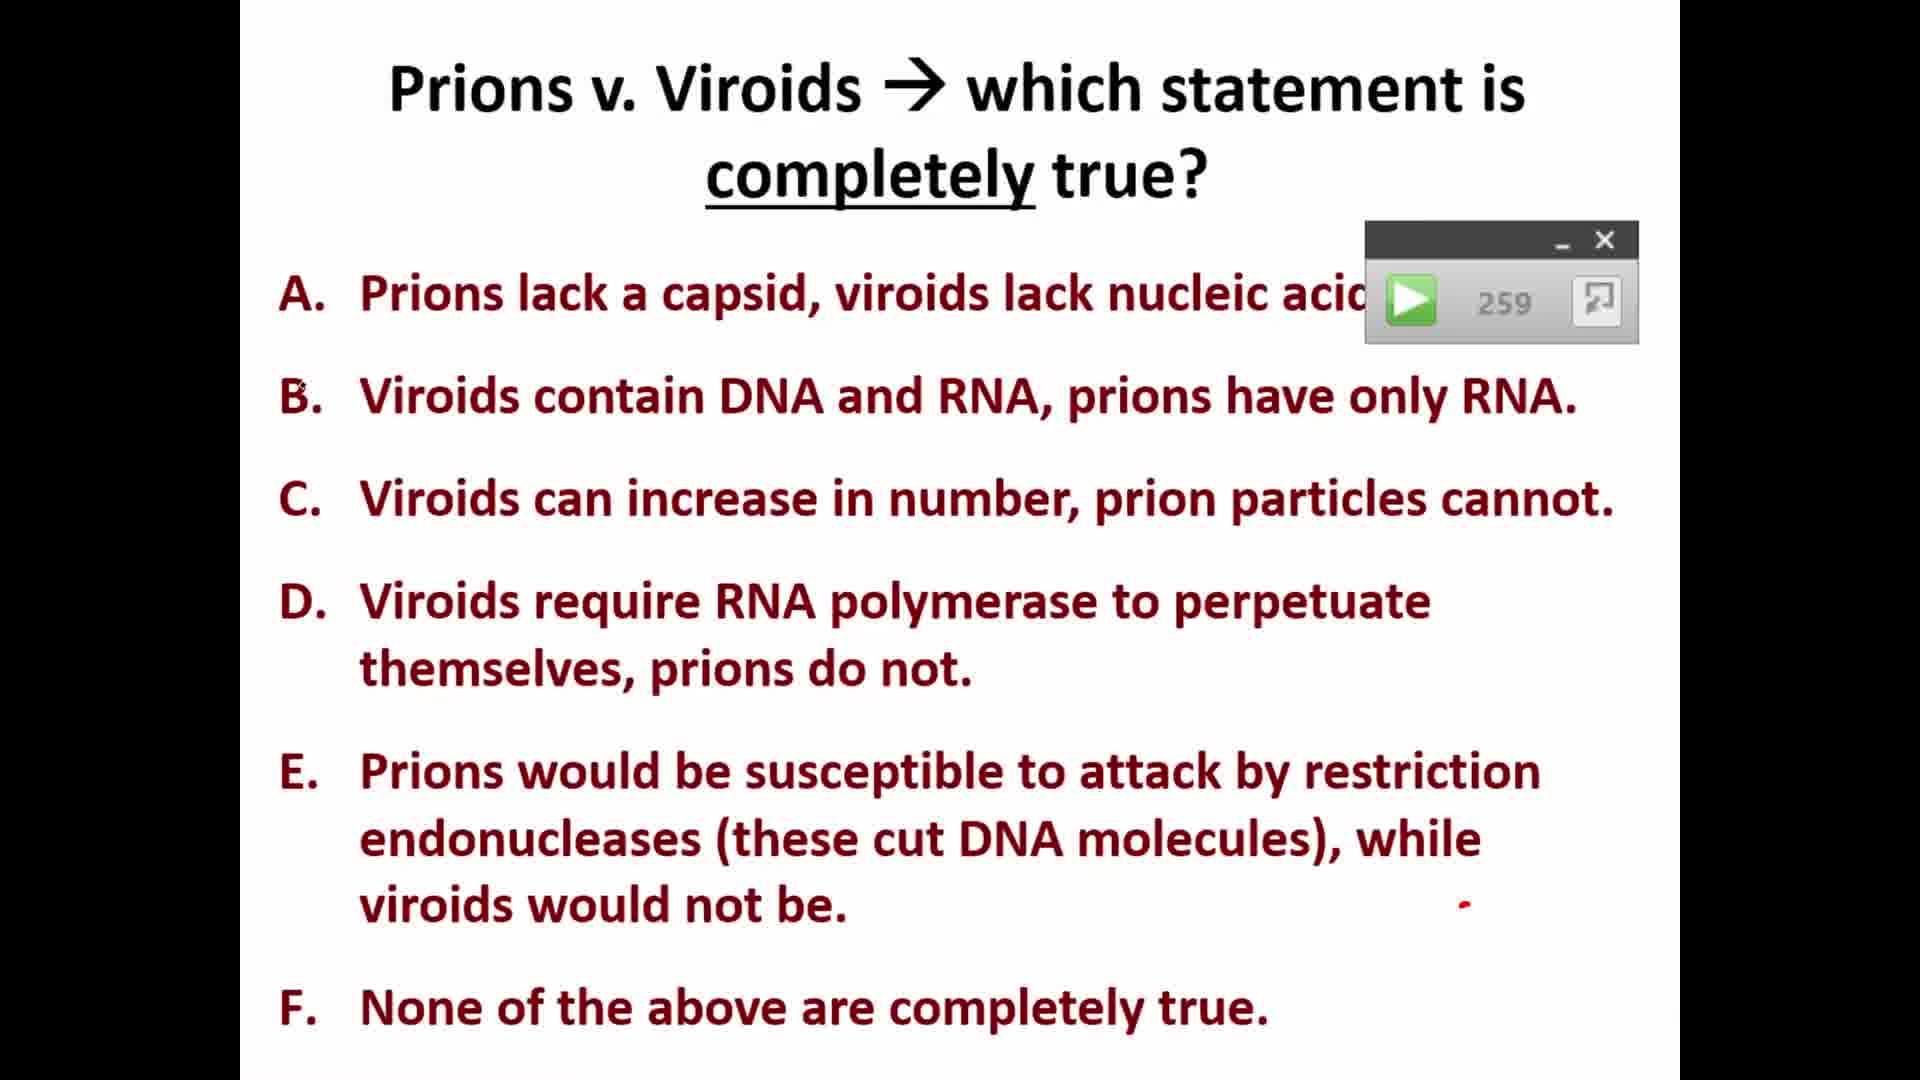 Prions v. Viroids → which statement is
completely true?
A. Prions lack a capsid, viroids lack nucleic
259
B. Viroids contain DNA and RNA, prions have only RNA.
C. Viroids can increase in number, prion particles cannot.
D. Viroids require RNA polymerase to perpetuate
themselves, prions do not.
E. Prions would be susceptible to attack by restriction
endonucleases (these cut DNA molecules), while
viroids would not be.
F. None of the above are completely true.